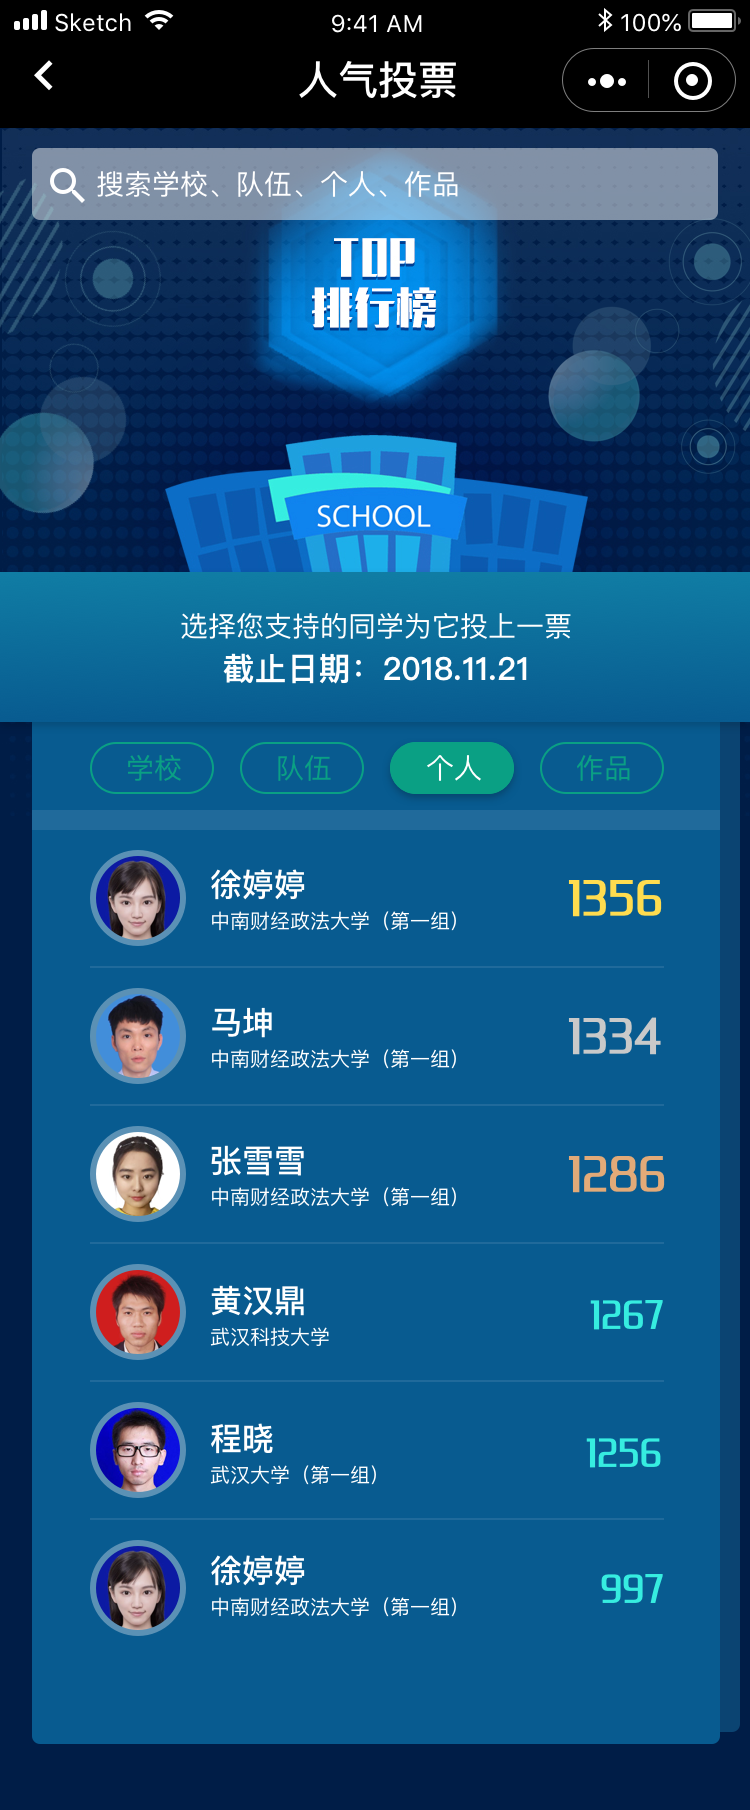 Sketch 9:41 AM 100%
人气投票
搜索学校、队伍、个人、作品
TOP
排行榜
SCHOOL
选择您支持的同学为它投上一票
截止日期：2018.11.21
学校 队伍 个人 作品
徐婷婷
中南财经政法大学（第一组）
1356
马坤
中南财经政法大学（第一组）
1334
张雪雪
中南财经政法大学（第一组）
1286
黄汉鼎
武汉科技大学
1267
程晓
武汉大学（第一组）
1256
徐婷婷
中南财经政法大学（第一组）
997